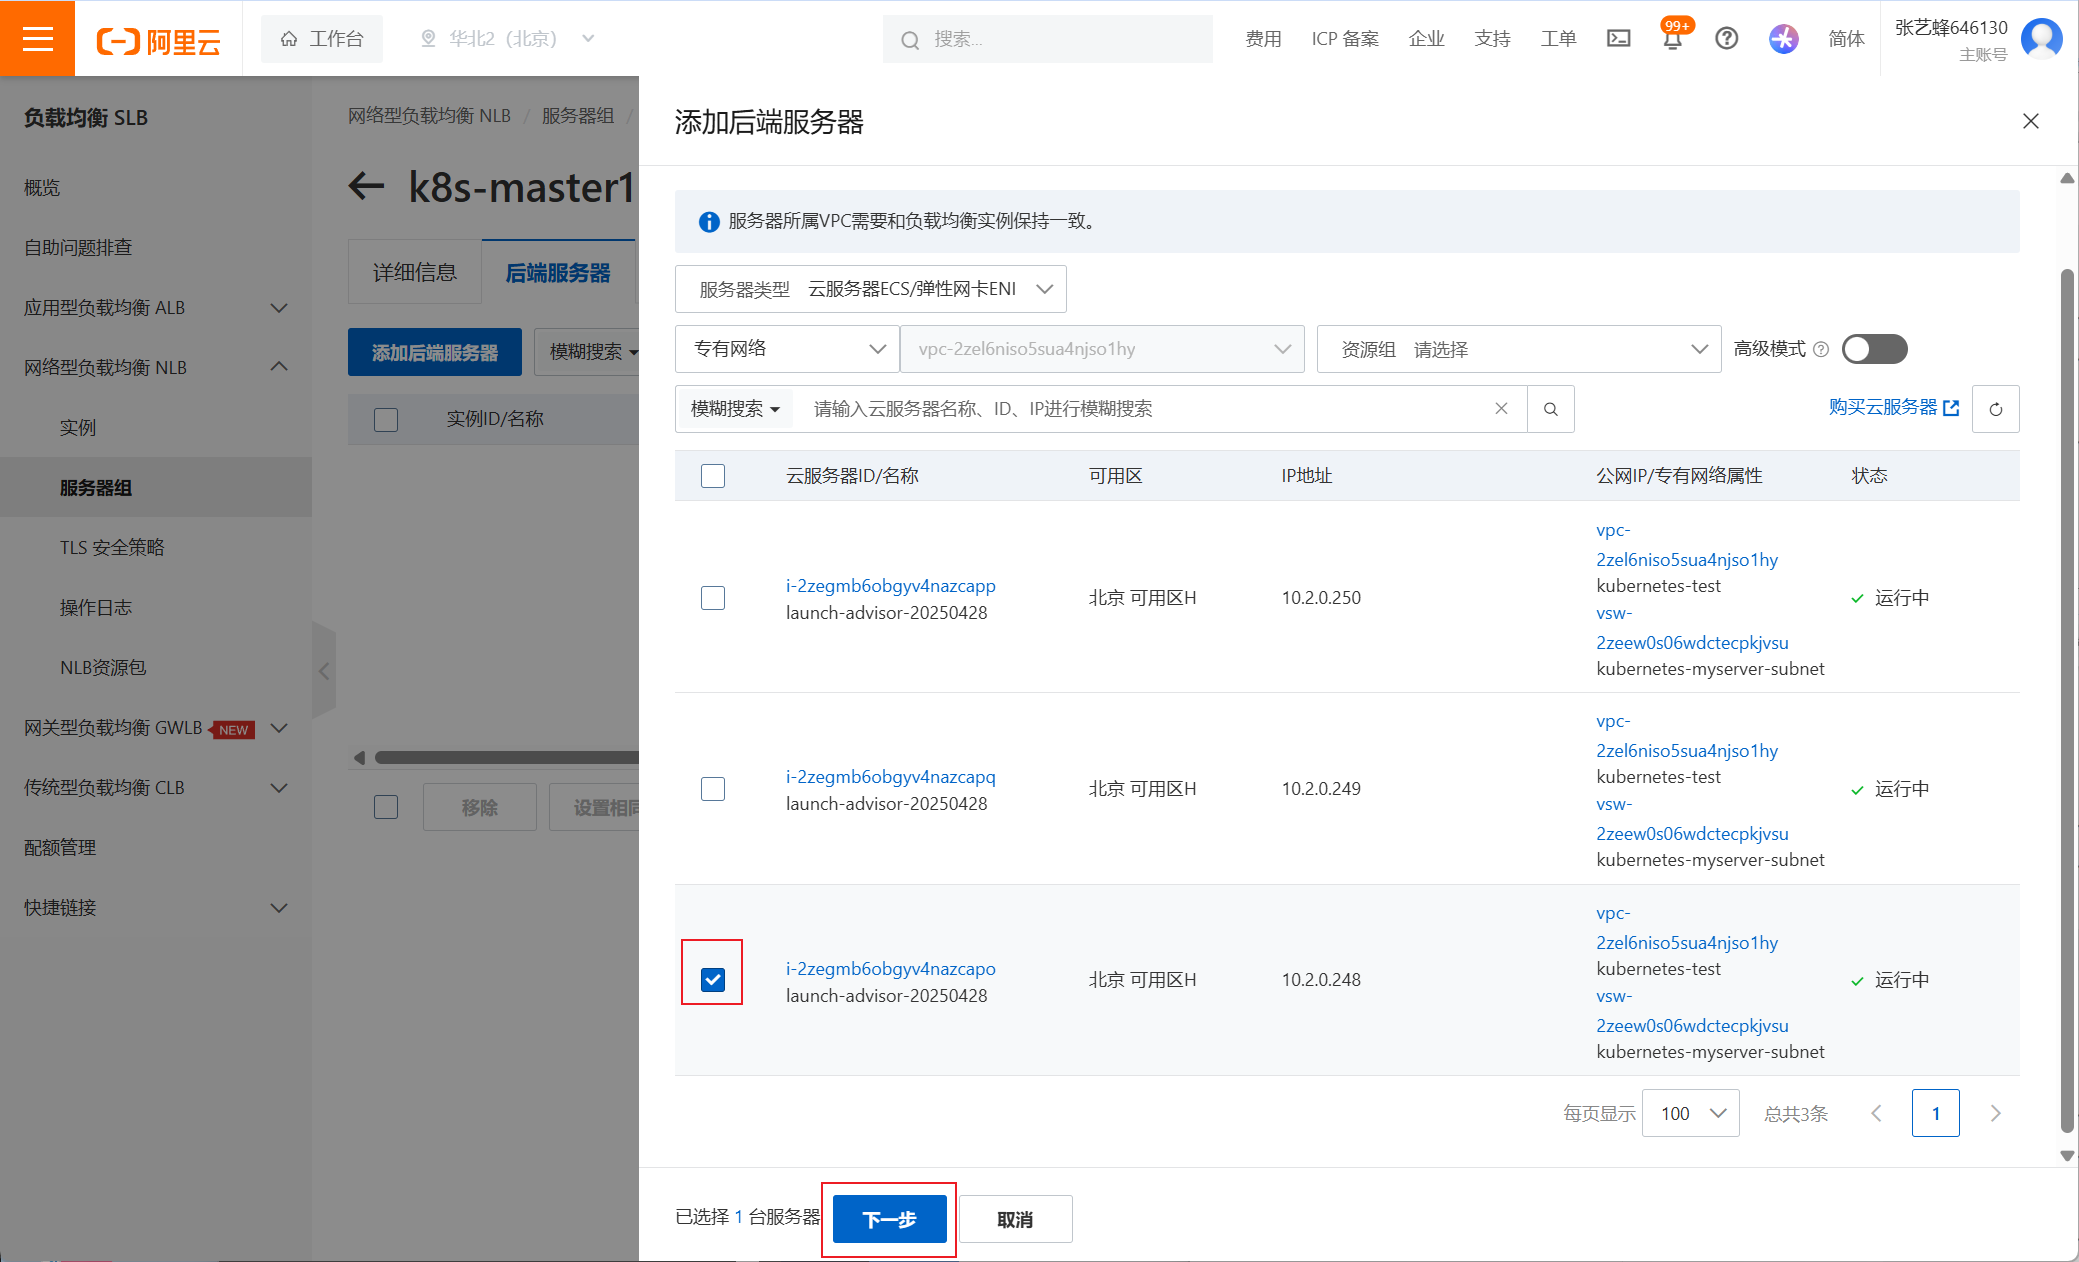 阿里云
工作台
华北2（北京）
搜索...
费用
ICP 备案
企业
支持
工单
99+
简体
张艺蜂646130
主账号
负载均衡 SLB
概览
自助问题排查
应用型负载均衡 ALB
网络型负载均衡 NLB
实例
服务器组
TLS 安全策略
操作日志
NLB资源包
网关型负载均衡 GWLB NEW
传统型负载均衡 CLB
配额管理
快捷链接
网络型负载均衡 NLB / 服务器组 /
k8s-master1
详细信息
后端服务器
添加后端服务器
模糊搜索
实例ID/名称
移除
设置相同
添加后端服务器
服务器所属VPC需要和负载均衡实例保持一致。
服务器类型 云服务器ECS/弹性网卡ENI
专有网络
vpc-2zel6niso5sua4njso1hy
资源组 请选择
高级模式
模糊搜索
请输入云服务器名称、ID、IP进行模糊搜索
购买云服务器
云服务器ID/名称 可用区 IP地址 公网IP/专有网络属性 状态
i-2zegmb6obgyv4nazcapp
launch-advisor-20250428
北京 可用区H
10.2.0.250
vpc-
2zel6niso5sua4njso1hy
kubernetes-test
vsw-
2zeew0s06wdctecpkjvsu
kubernetes-myserver-subnet
运行中
i-2zegmb6obgyv4nazcapq
launch-advisor-20250428
北京 可用区H
10.2.0.249
vpc-
2zel6niso5sua4njso1hy
kubernetes-test
vsw-
2zeew0s06wdctecpkjvsu
kubernetes-myserver-subnet
运行中
i-2zegmb6obgyv4nazcapo
launch-advisor-20250428
北京 可用区H
10.2.0.248
vpc-
2zel6niso5sua4njso1hy
kubernetes-test
vsw-
2zeew0s06wdctecpkjvsu
kubernetes-myserver-subnet
运行中
每页显示 100 总共3条 1
已选择 1 台服务器
下一步
取消